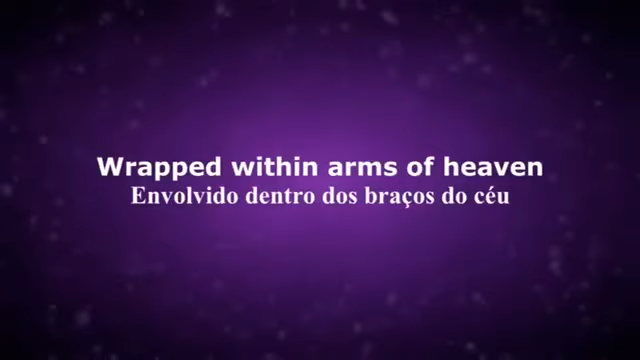 Wrapped within arms of heaven
Envolvido dentro dos braços do céu